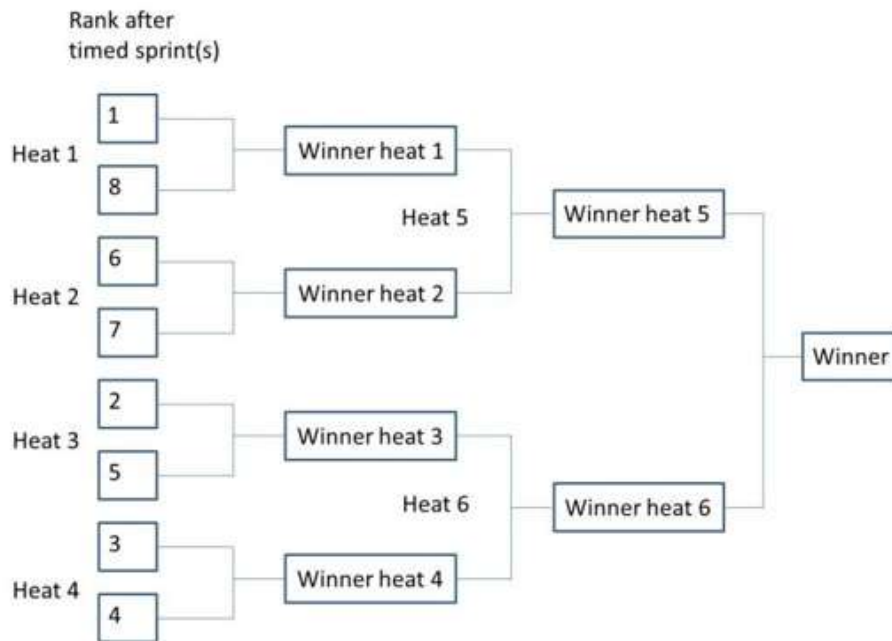 Rank after
timed sprint(s)
1
Heat 1
Winner heat 1
8
Heat 5
Winner heat 5
6
Heat 2
Winner heat 2
7
Winner
2
Heat 3
Winner heat 3
5
Heat 6
Winner heat 6
3
Heat 4
Winner heat 4
4